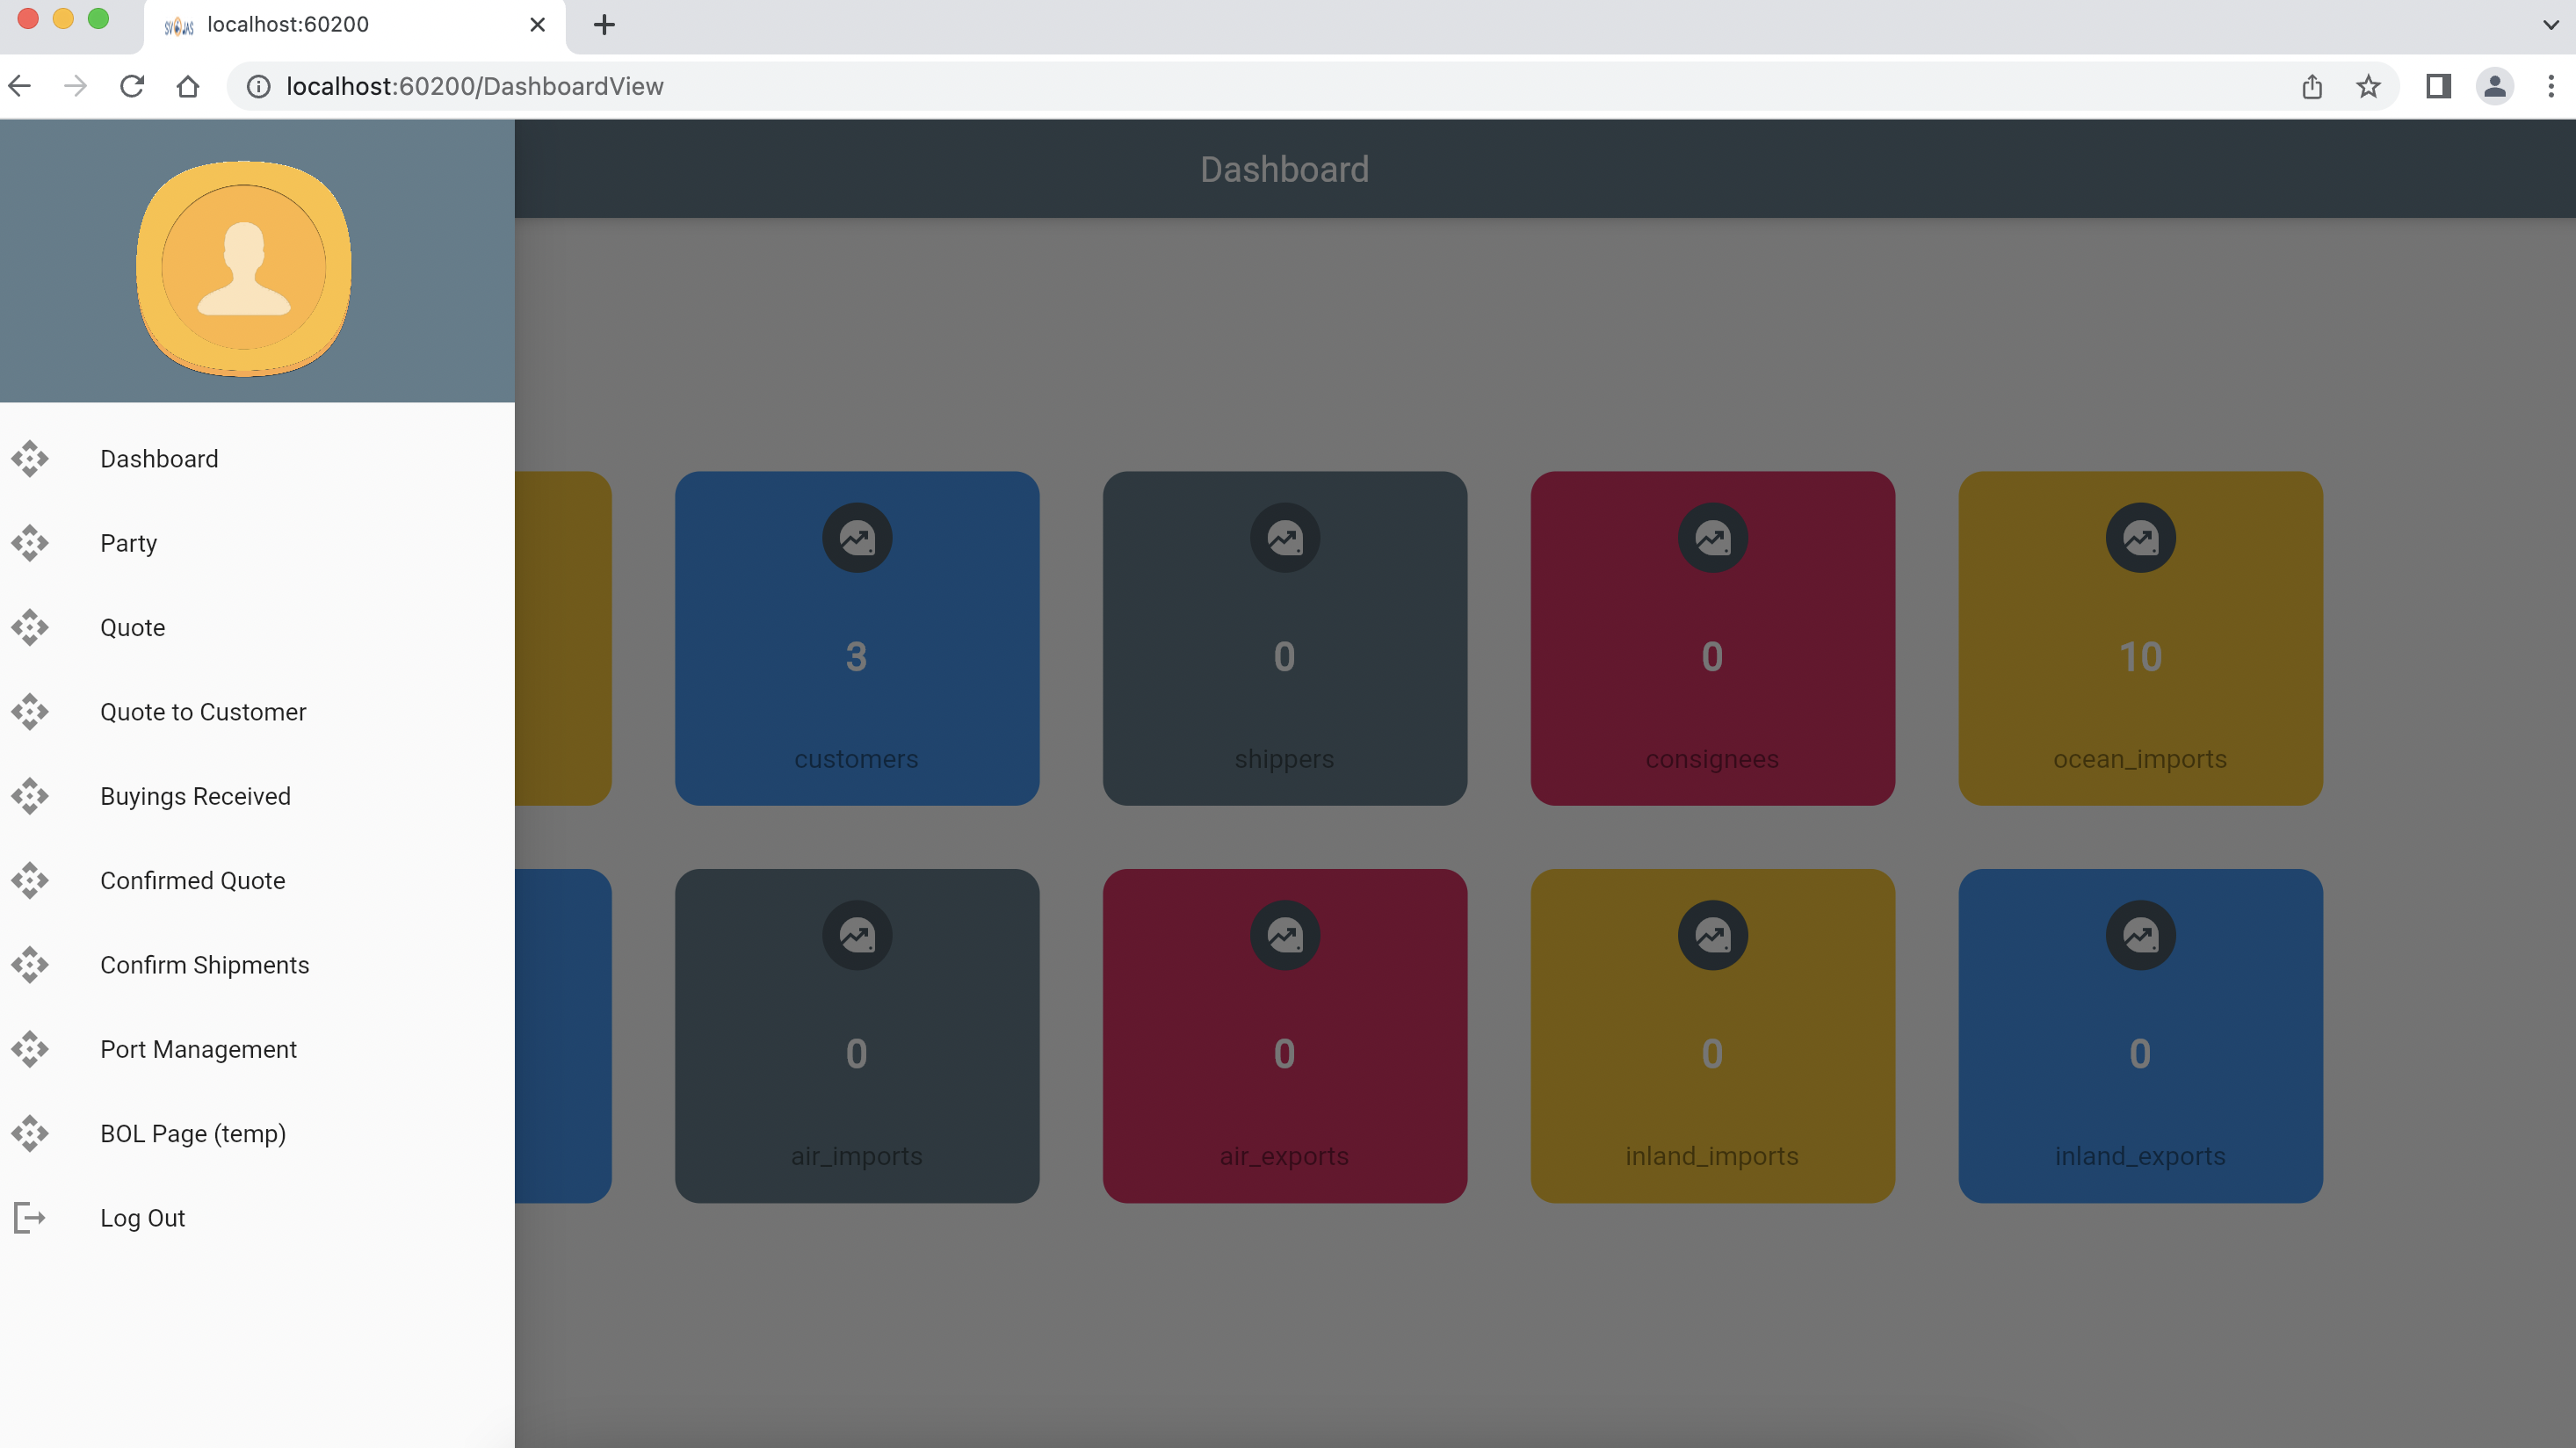 SVOJAS
localhost:60200
localhost:60200/DashboardView
Dashboard
Dashboard
Party
Quote
Quote to Customer
Buyings Received
Confirmed Quote
Confirm Shipments
Port Management
BOL Page (temp)
Log Out
3
0
0
10
customers
shippers
consignees
ocean_imports
0
0
0
0
air_imports
air_exports
inland_imports
inland_exports